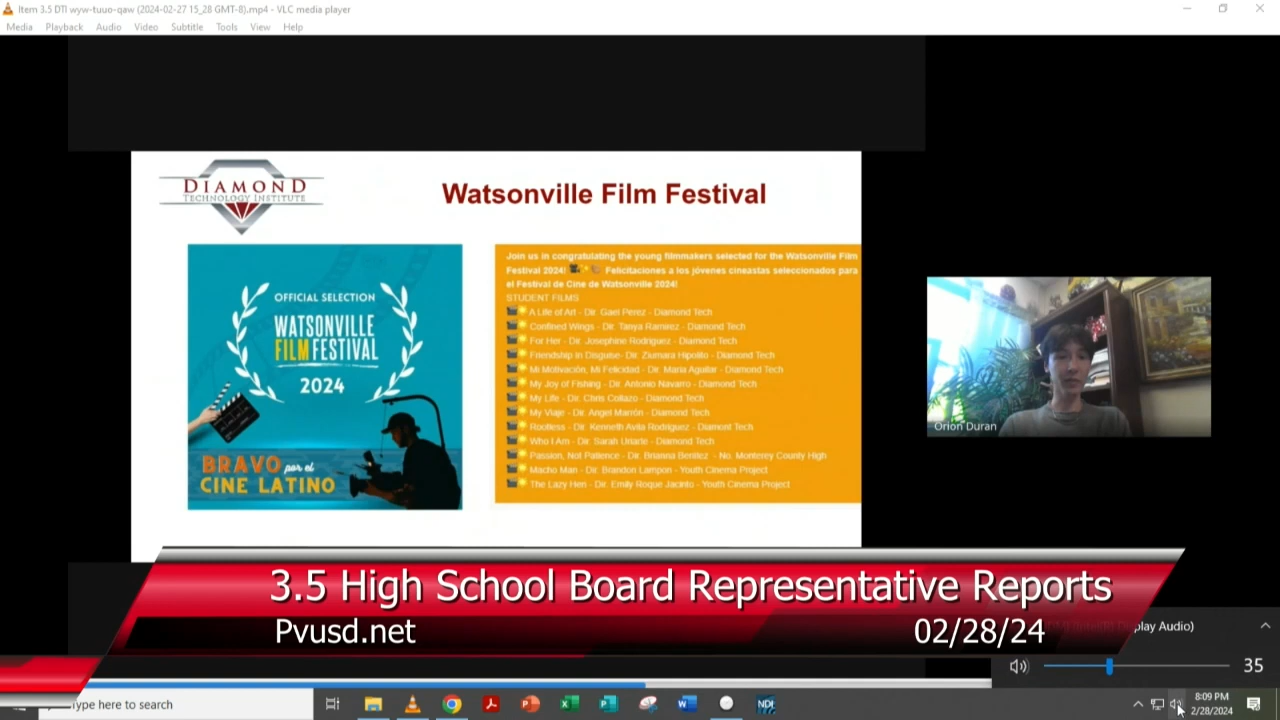 Item 3.5 DTI wyw-tuuo-qaw (2024-02-27 15_28 GMT-8).mp4 - VLC media player
Media Playback Audio Video Subtitle Tools View Help
DIAMOND
TECHNOLOGY INSTITUTE
Watsonville Film Festival
OFFICIAL SELECTION
WATSONVILLE
FILM FESTIVAL
2024
BRAVO por el
CINE LATINO
Join us in congratulating the young filmmakers selected for the Watsonville Film
Festival 2024! Felicitaciones a los jóvenes cineastas seleccionados para
el Festival de Cine de Watsonville 2024!
STUDENT FILMS
A Life of Art - Dir. Gael Perez - Diamond Tech
Confined Wings - Dir. Tanya Ramirez - Diamond Tech
For Her - Dir. Josephine Rodriguez - Diamond Tech
Friendship in Disguise- Dir. Ziumara Hipolito - Diamond Tech
Mi Motivación, Mi Felicidad - Dir. Maria Aguilar - Diamond Tech
My Joy of Fishing - Dir. Antonio Navarro - Diamond Tech
My Life - Dir. Chris Collazo - Diamond Tech
My Viaje - Dir. Angel Marrón - Diamond Tech
Rootless - Dir. Kenneth Avila Rodriguez - Diamont Tech
Who I Am - Dir. Sarah Uriarte - Diamond Tech
Passion, Not Patience - Dir. Brianna Benitez - No. Monterey County High
Macho Man - Dir. Brandon Lampon - Youth Cinema Project
The Lazy Hen - Dir. Emily Roque Jacinto - Youth Cinema Project
Orion Duran
3.5 High School Board Representative Reports
Pvusd.net 02/28/24
play Audio)
35
ype here to search
8:09 PM
2/28/2024